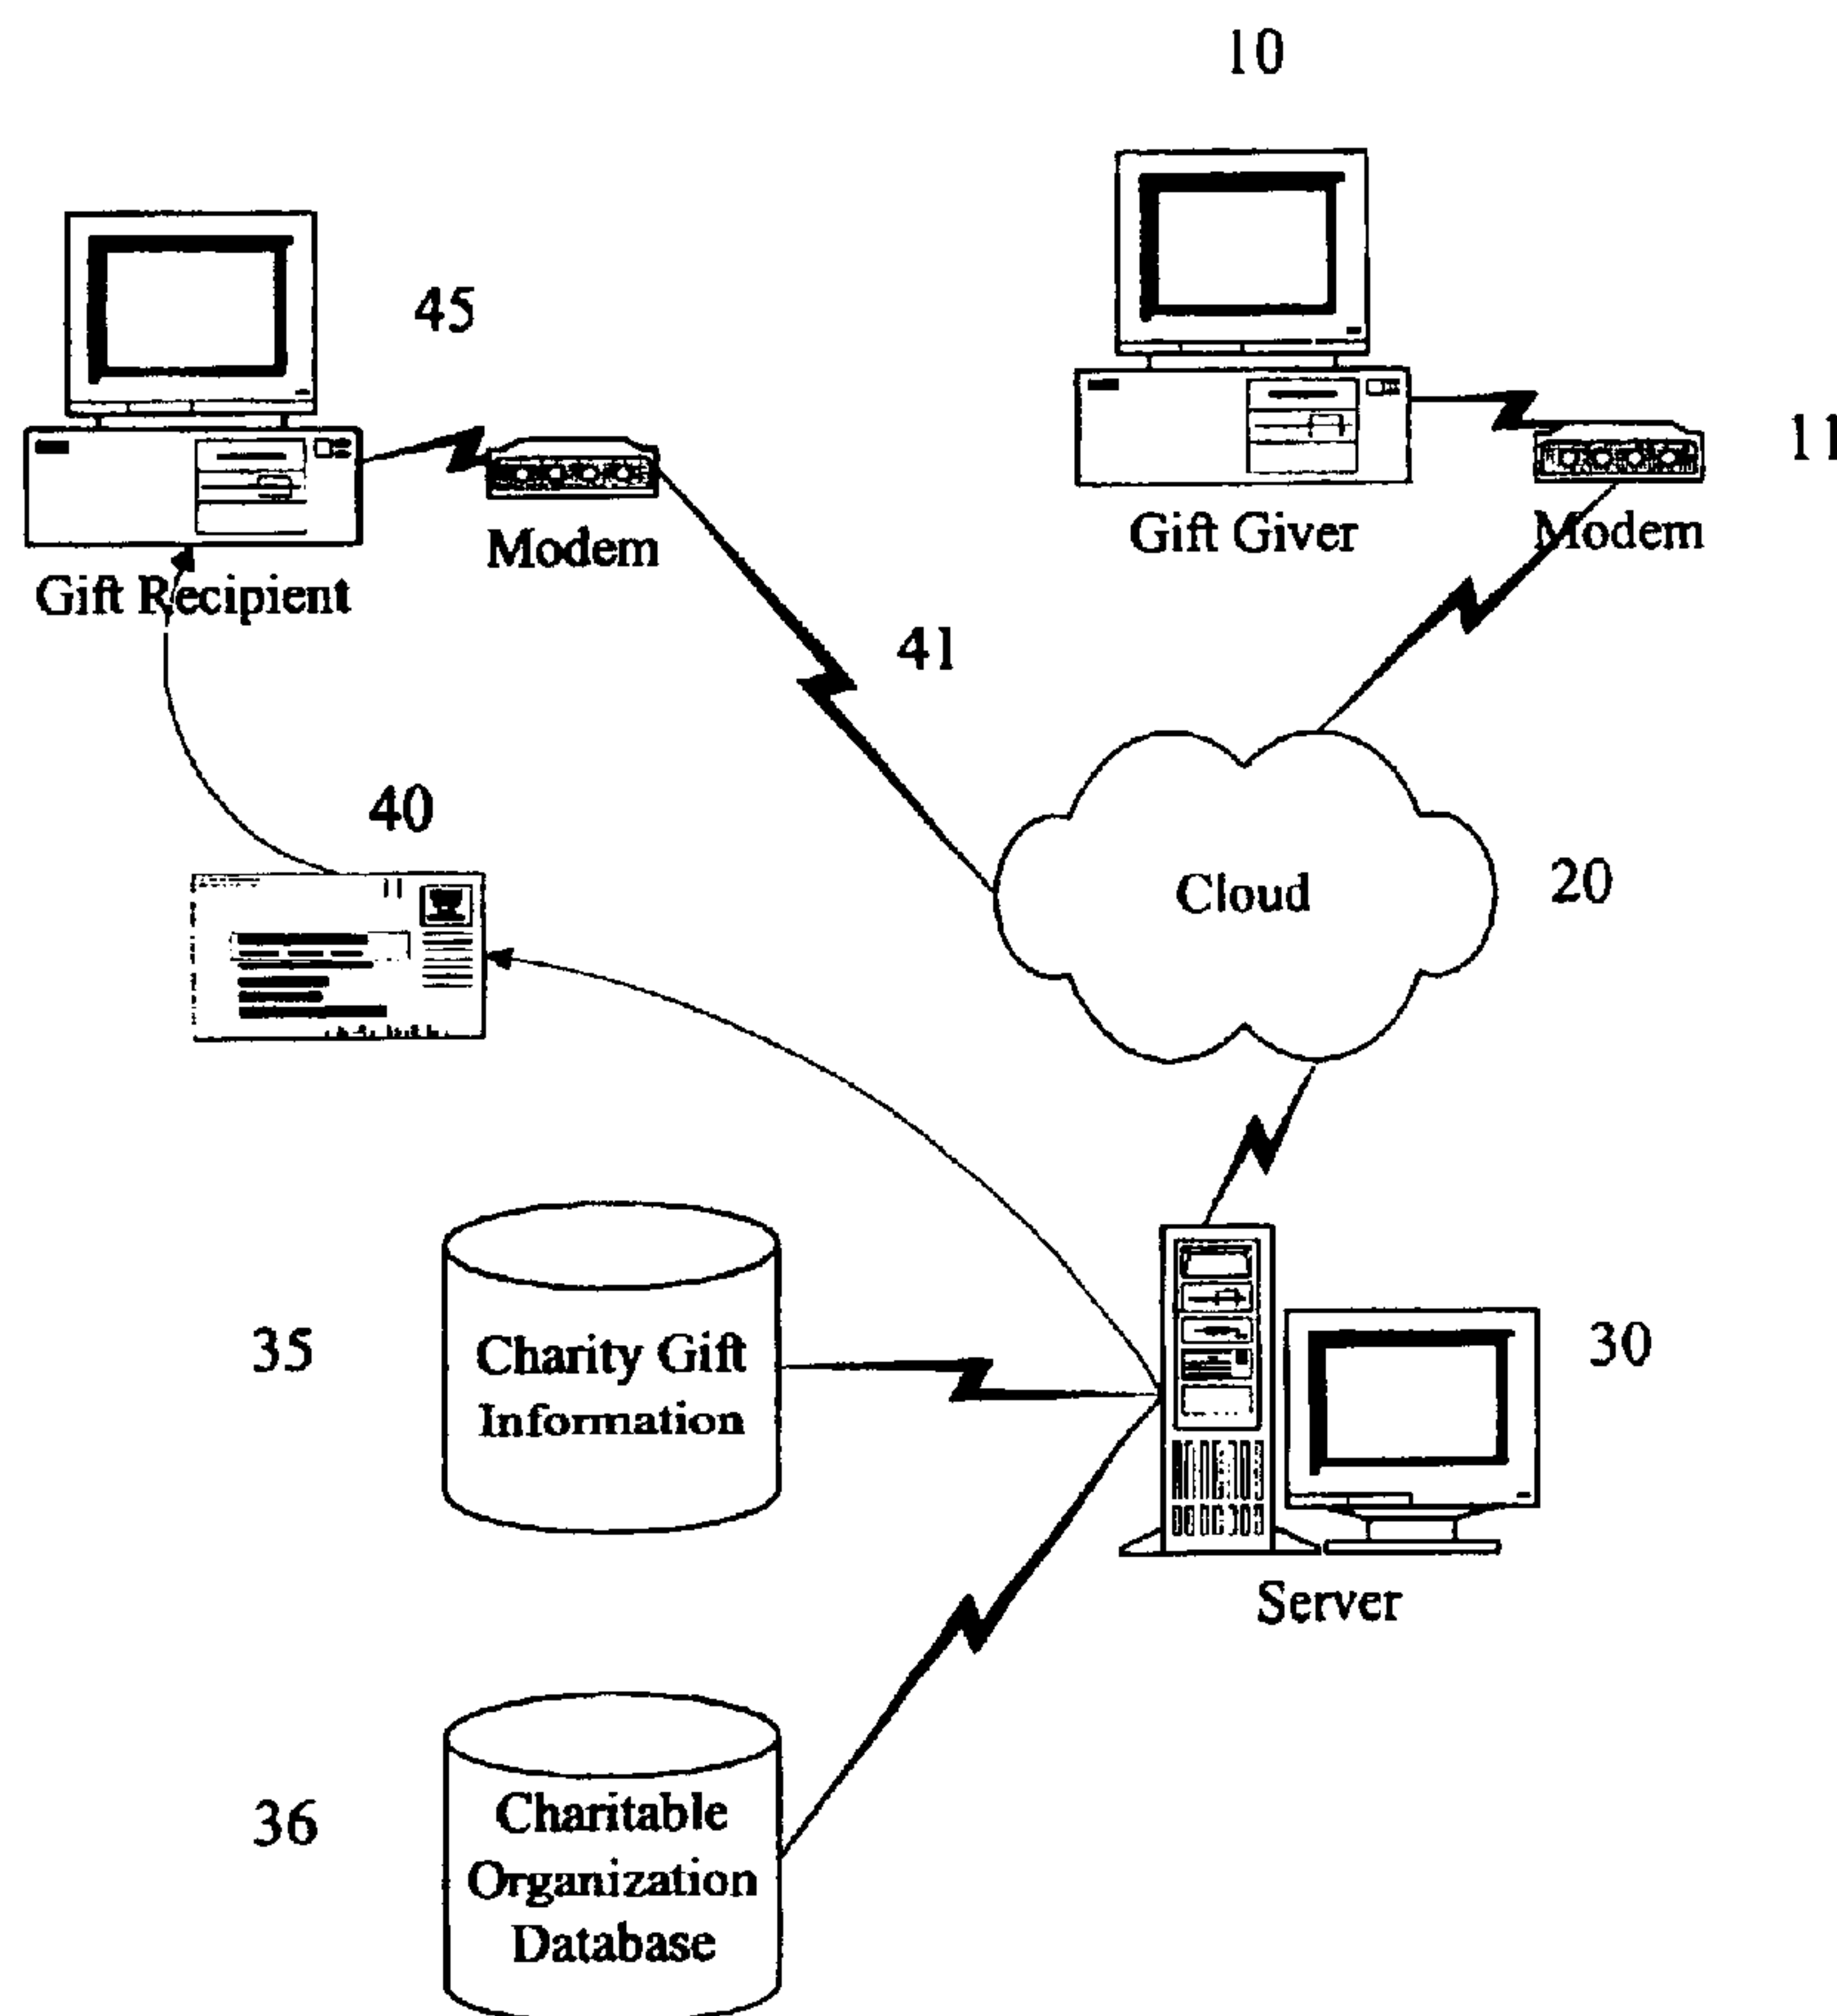 10
45
11
Gift Giver
Modem
Modem
Gift Recipient
41
40
Cloud
20
35
Charity Gift
Information
30
Server
36
Charitable
Organization
Database